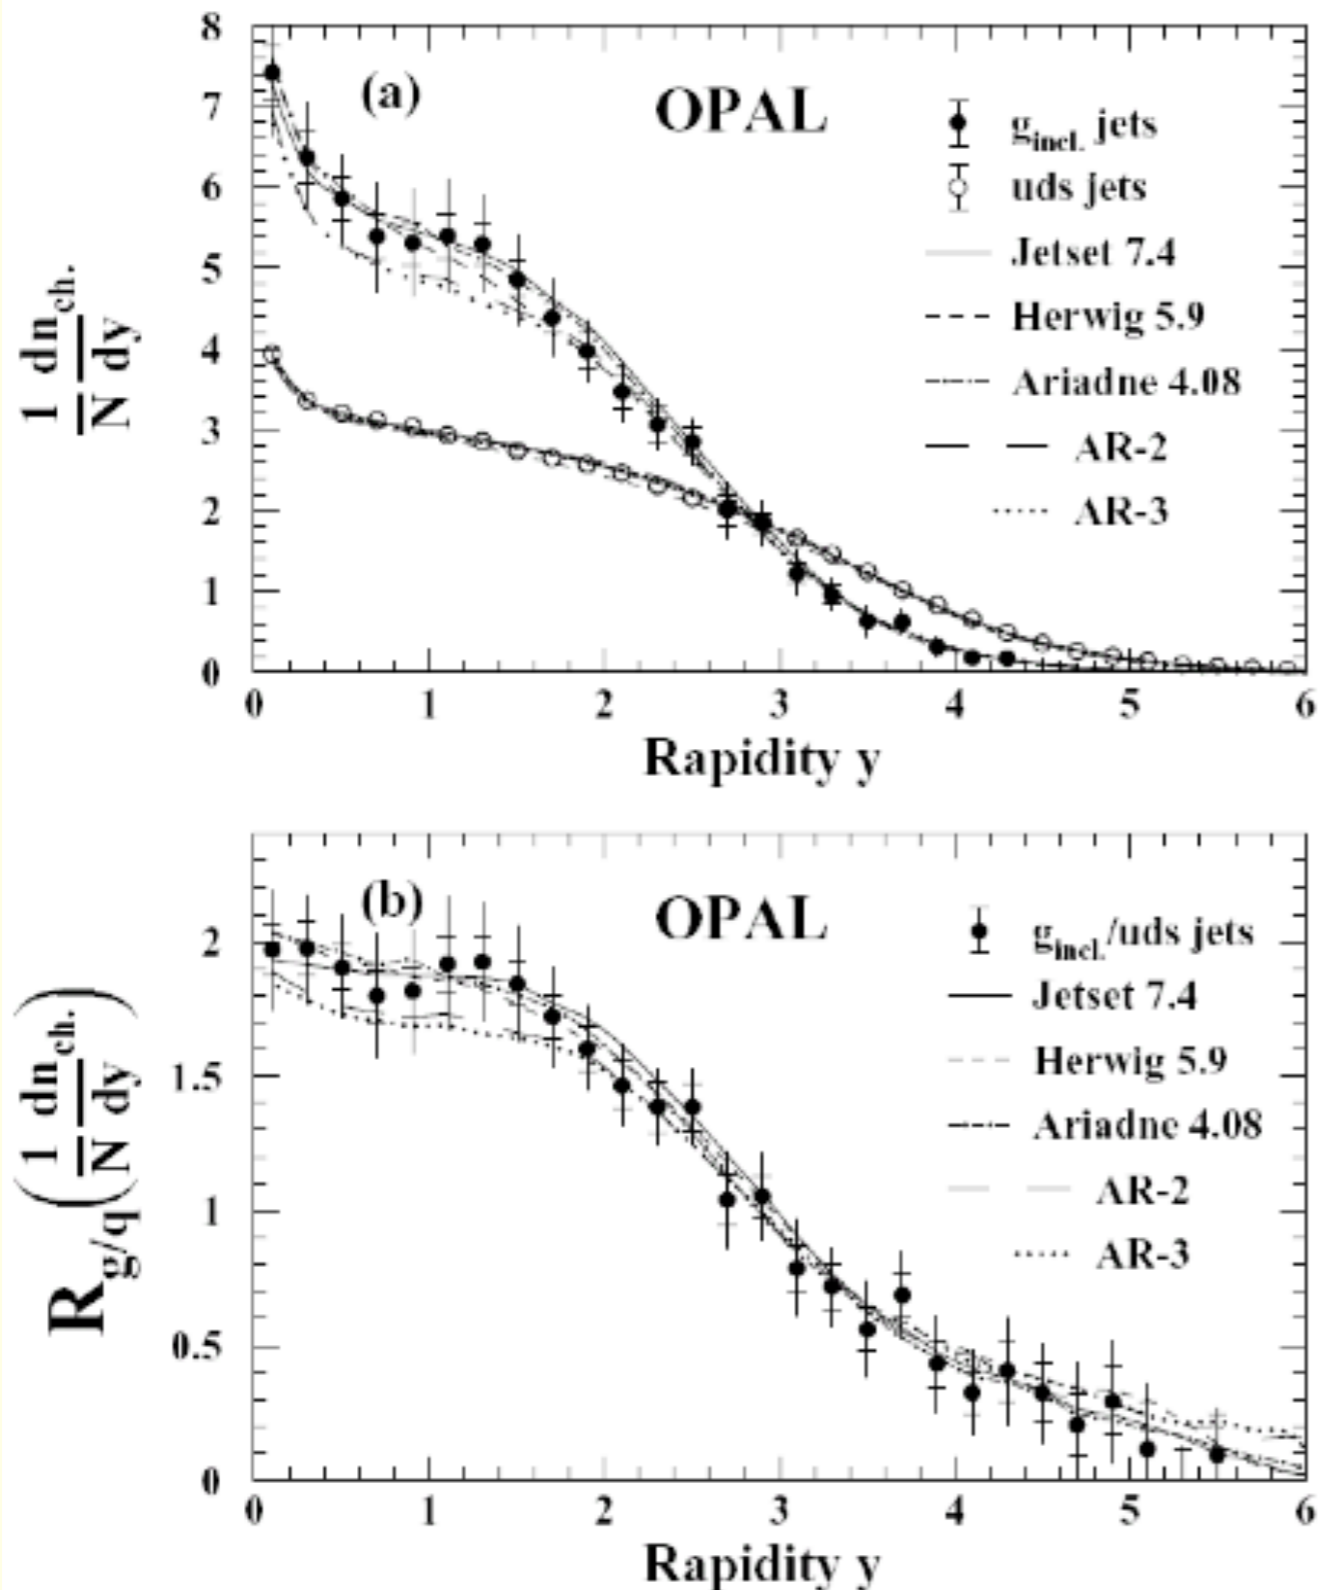 8
7
6
5
4
3
2
1
0
1/N dn_ch./dy
(a)
OPAL
g_incl. jets
uds jets
Jetset 7.4
Herwig 5.9
Ariadne 4.08
AR-2
AR-3
0 1 2 3 4 5 6
Rapidity y
2
1.5
1
0.5
0
R_g/q (1/N dn_ch./dy)
(b)
OPAL
g_incl./uds jets
Jetset 7.4
Herwig 5.9
Ariadne 4.08
AR-2
AR-3
0 1 2 3 4 5 6
Rapidity y